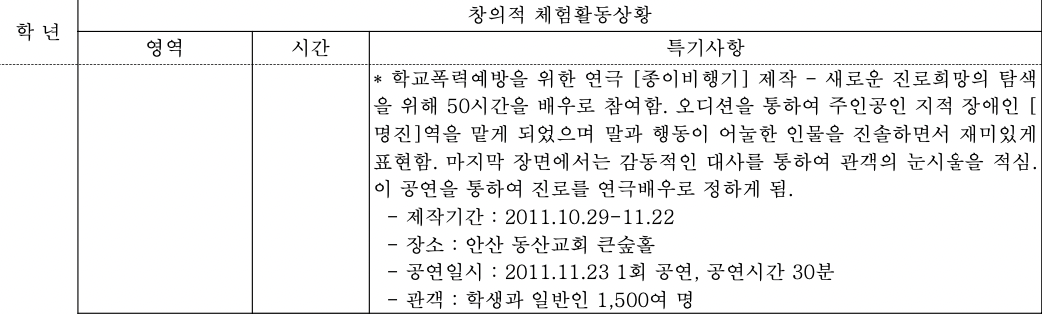 창의적 체험활동상황
학 년
영역 시간 특기사항
* 학교폭력예방을 위한 연극 [종이비행기] 제작 - 새로운 진로희망의 탐색
을 위해 50시간을 배우로 참여함. 오디션을 통하여 주인공인 지적 장애인 [
명진]역을 맡게 되었으며 말과 행동이 어눌한 인물을 진솔하면서 재미있게
표현함. 마지막 장면에서는 감동적인 대사를 통하여 관객의 눈시울을 적심.
이 공연을 통하여 진로를 연극배우로 정하게 됨.
- 제작기간 : 2011.10.29-11.22
- 장소 : 안산 동산교회 큰숲홀
- 공연일시 : 2011.11.23 1회 공연, 공연시간 30분
- 관객 : 학생과 일반인 1,500여 명